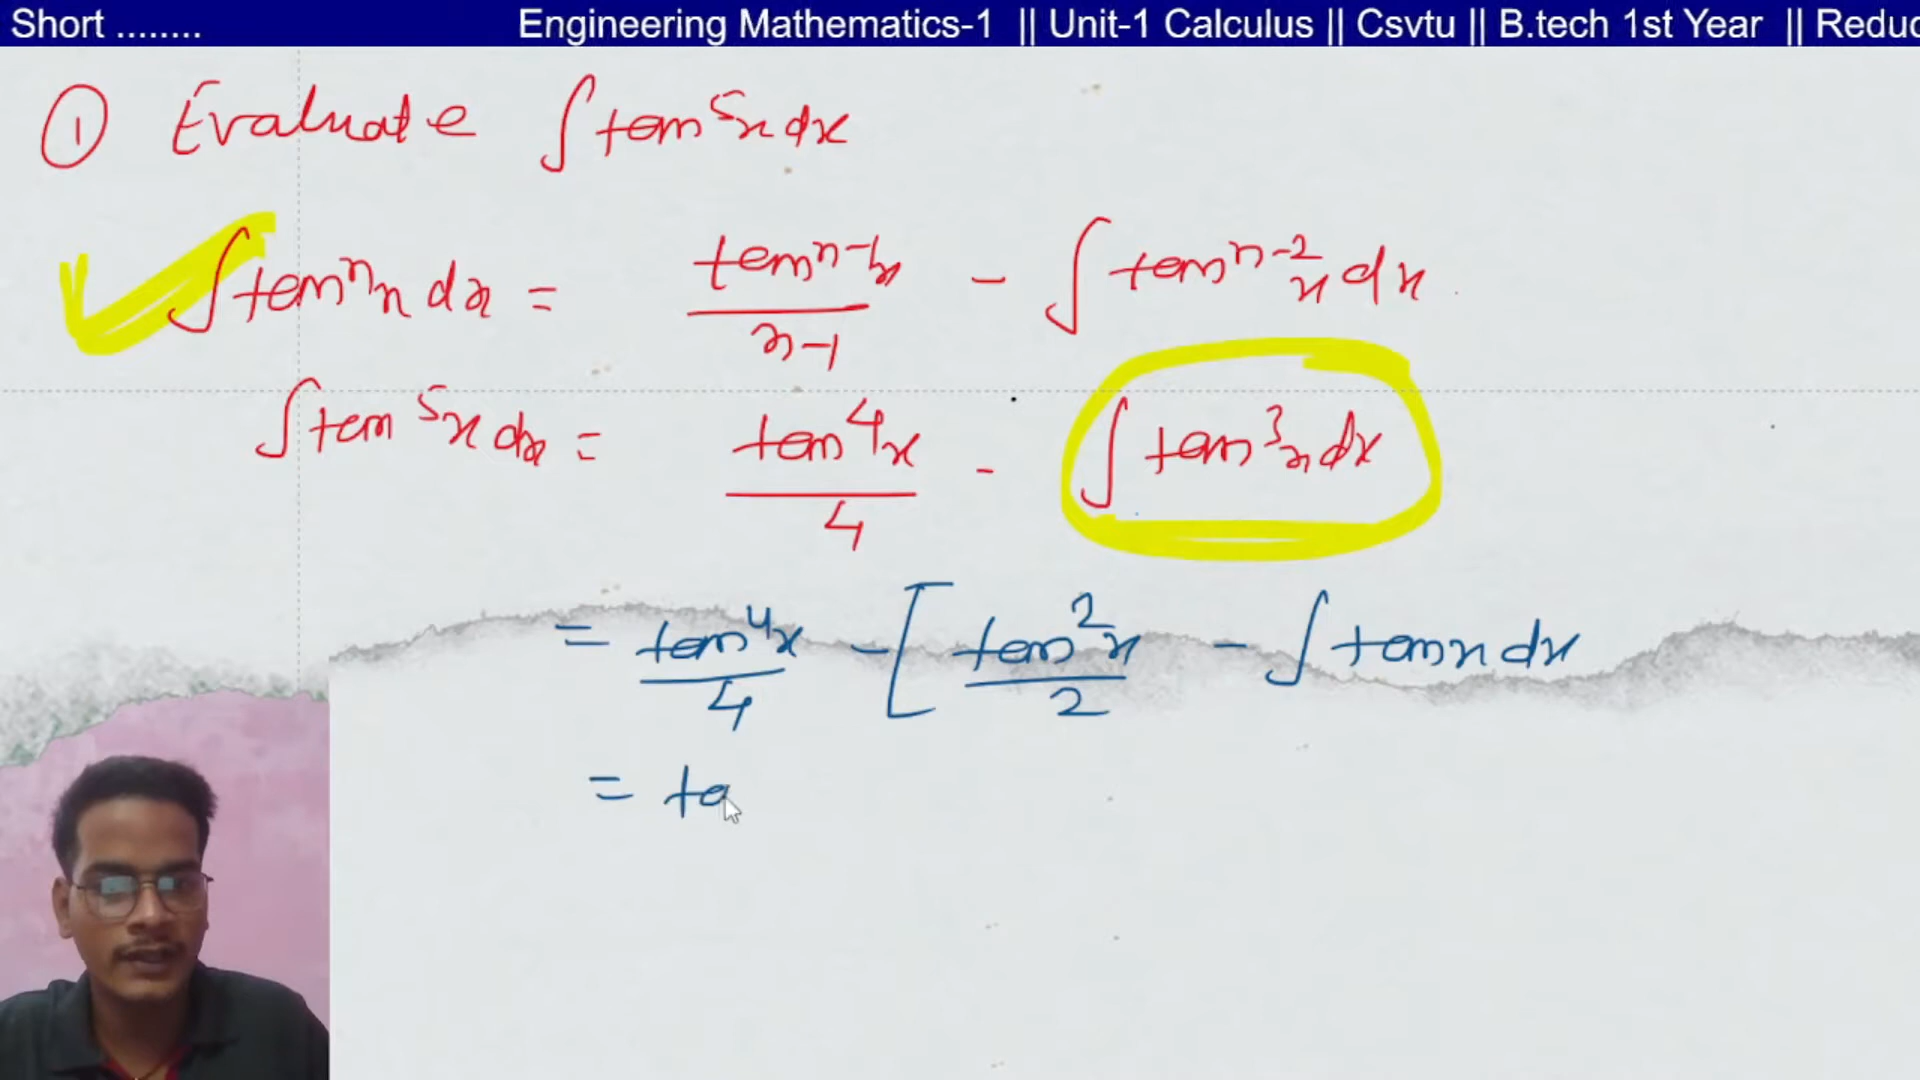 Short ........ Engineering Mathematics-1 || Unit-1 Calculus || Csvtu || B.tech 1st Year || Reduc
① Evaluate ∫ tan⁵x dx
∫ tanⁿx dx = tanⁿ⁻¹x / n-1 - ∫ tanⁿ⁻²x dx
∫ tan⁵x dx = tan⁴x / 4 - ∫ tan³x dx
= tan⁴x / 4 - [ tan²x / 2 - ∫ tanx dx
= ta